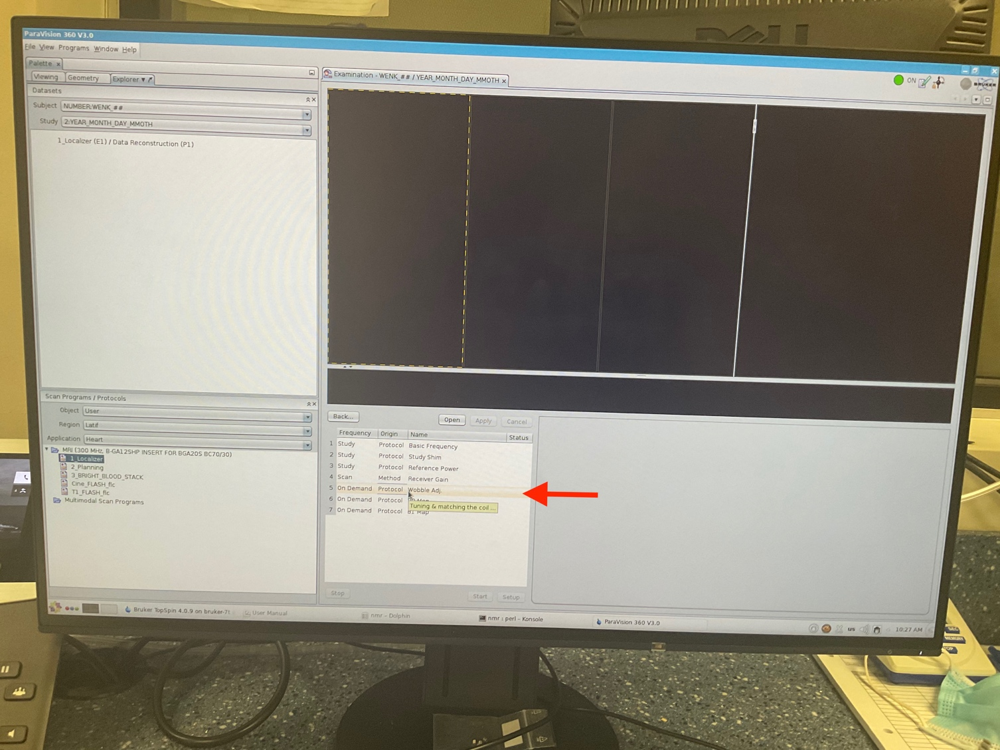 DELL
ParaVision 360 V3.0
File View Programs Window Help
Palette x
Viewing Geometry Explorer
Datasets
Subject NUMBER:WENK_##
Study 2:YEAR_MONTH_DAY_MMOTH
1_Localizer (E1) / Data Reconstruction (P1)
Scan Programs / Protocols
Object User
Region Latif
Application Heart
MRI (300 MHz, B-GA12SHP INSERT FOR BGA20S BC70/30)
1_Localizer
2_Planning
3_BRIGHT_BLOOD_STACK
Cine_FLASH_flc
T1_FLASH_flc
Multimodal Scan Programs
Examination - WENK_## / YEAR_MONTH_DAY_MMOTH x
ON
BRUKER
Back... Open Apply Cancel
Frequency Origin Name Status
1 Study Protocol Basic Frequency
2 Study Protocol Study Shim
3 Study Protocol Reference Power
4 Scan Method Receiver Gain
5 On Demand Protocol Wobble Adj.
6 On Demand Protocol Map
Tuning & matching the coil ...
7 On Demand Protocol B1 Map
Stop Start Setup
Bruker TopSpin 4.0.9 on bruker-7t User Manual nmr - Dolphin nmr : perl - Konsole ParaVision 360 V3.0 us 10:27 AM